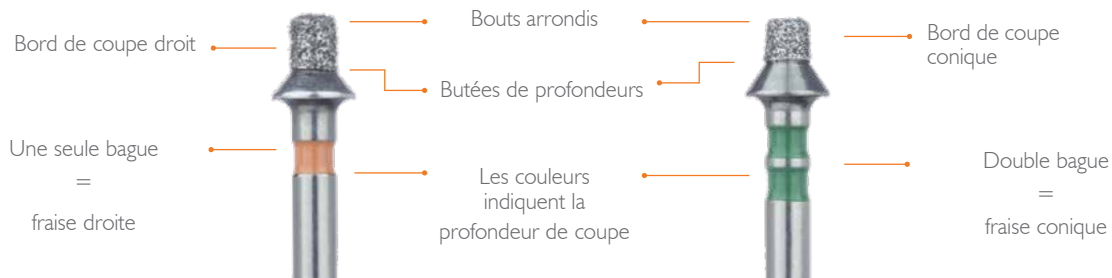 Bouts arrondis
Bord de coupe droit
Bord de coupe
conique
Butées de profondeurs
Une seule bague
=
fraise droite
Les couleurs
indiquent la
profondeur de coupe
Double bague
=
fraise conique